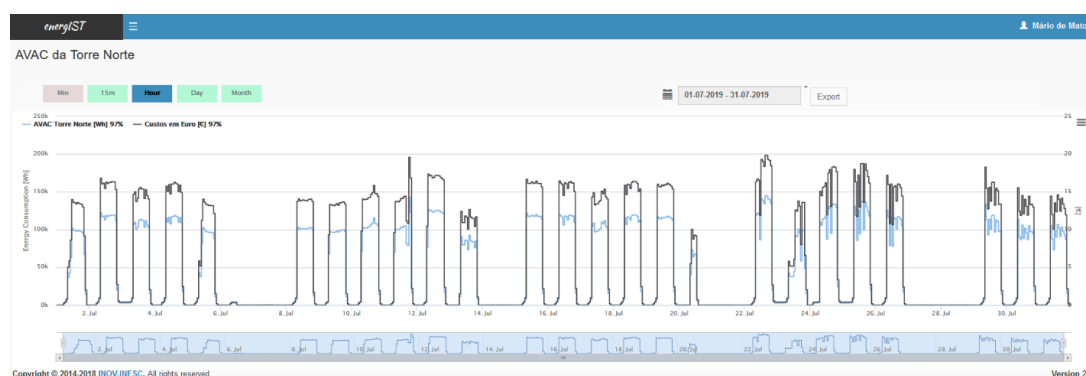 energIST
Mário de Mato
AVAC da Torre Norte
Min 15m Hour Day Month
01-07-2019 - 31-07-2019 Export
250k 25
AVAC Torre Norte [Wh] 97% Custos em Euro [€] 97%
200k 20
150k 15
Energy Consumption [Wh]
[€]
100k 10
50k 5
0k 0
2. Jul 4. Jul 6. Jul 8. Jul 10. Jul 12. Jul 14. Jul 16. Jul 18. Jul 20. Jul 22. Jul 24. Jul 26. Jul 28. Jul 30. Jul
2. Jul 4. Jul 6. Jul 8. Jul 10. Jul 12. Jul 14. Jul 16. Jul 18. Jul 20. Jul 22. Jul 24. Jul 26. Jul 28. Jul 30. Jul
Copyright © 2014-2018 INOV.INESC. All rights reserved Version 2